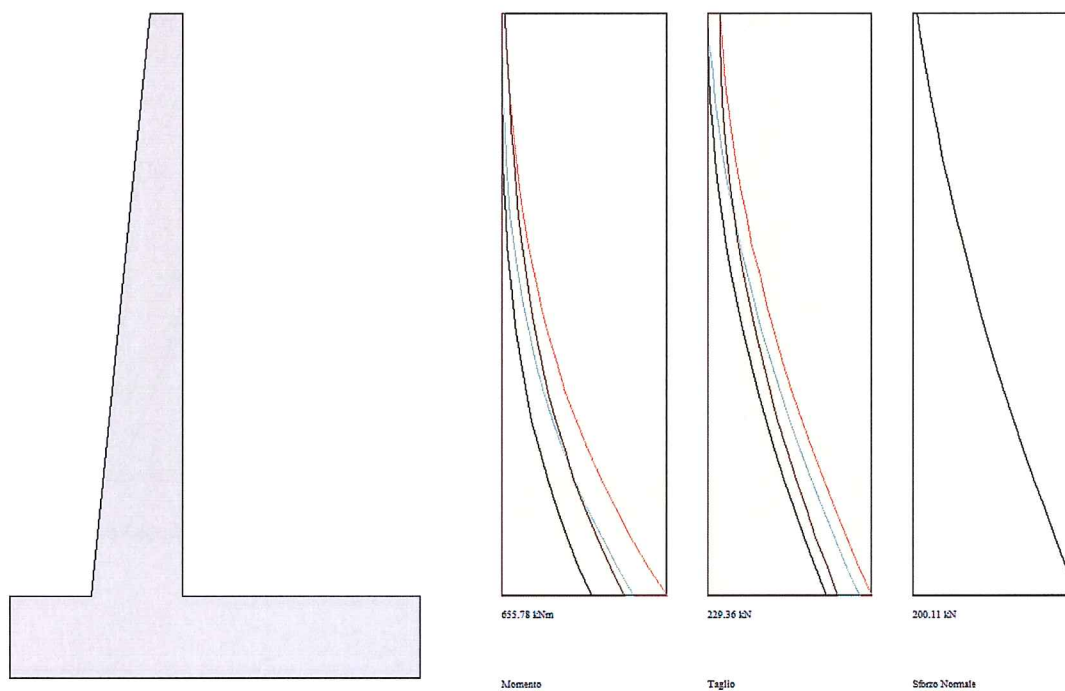 655.78 kNm
229.36 kN
200.11 kN
Momento
Taglio
Sforzo Normale